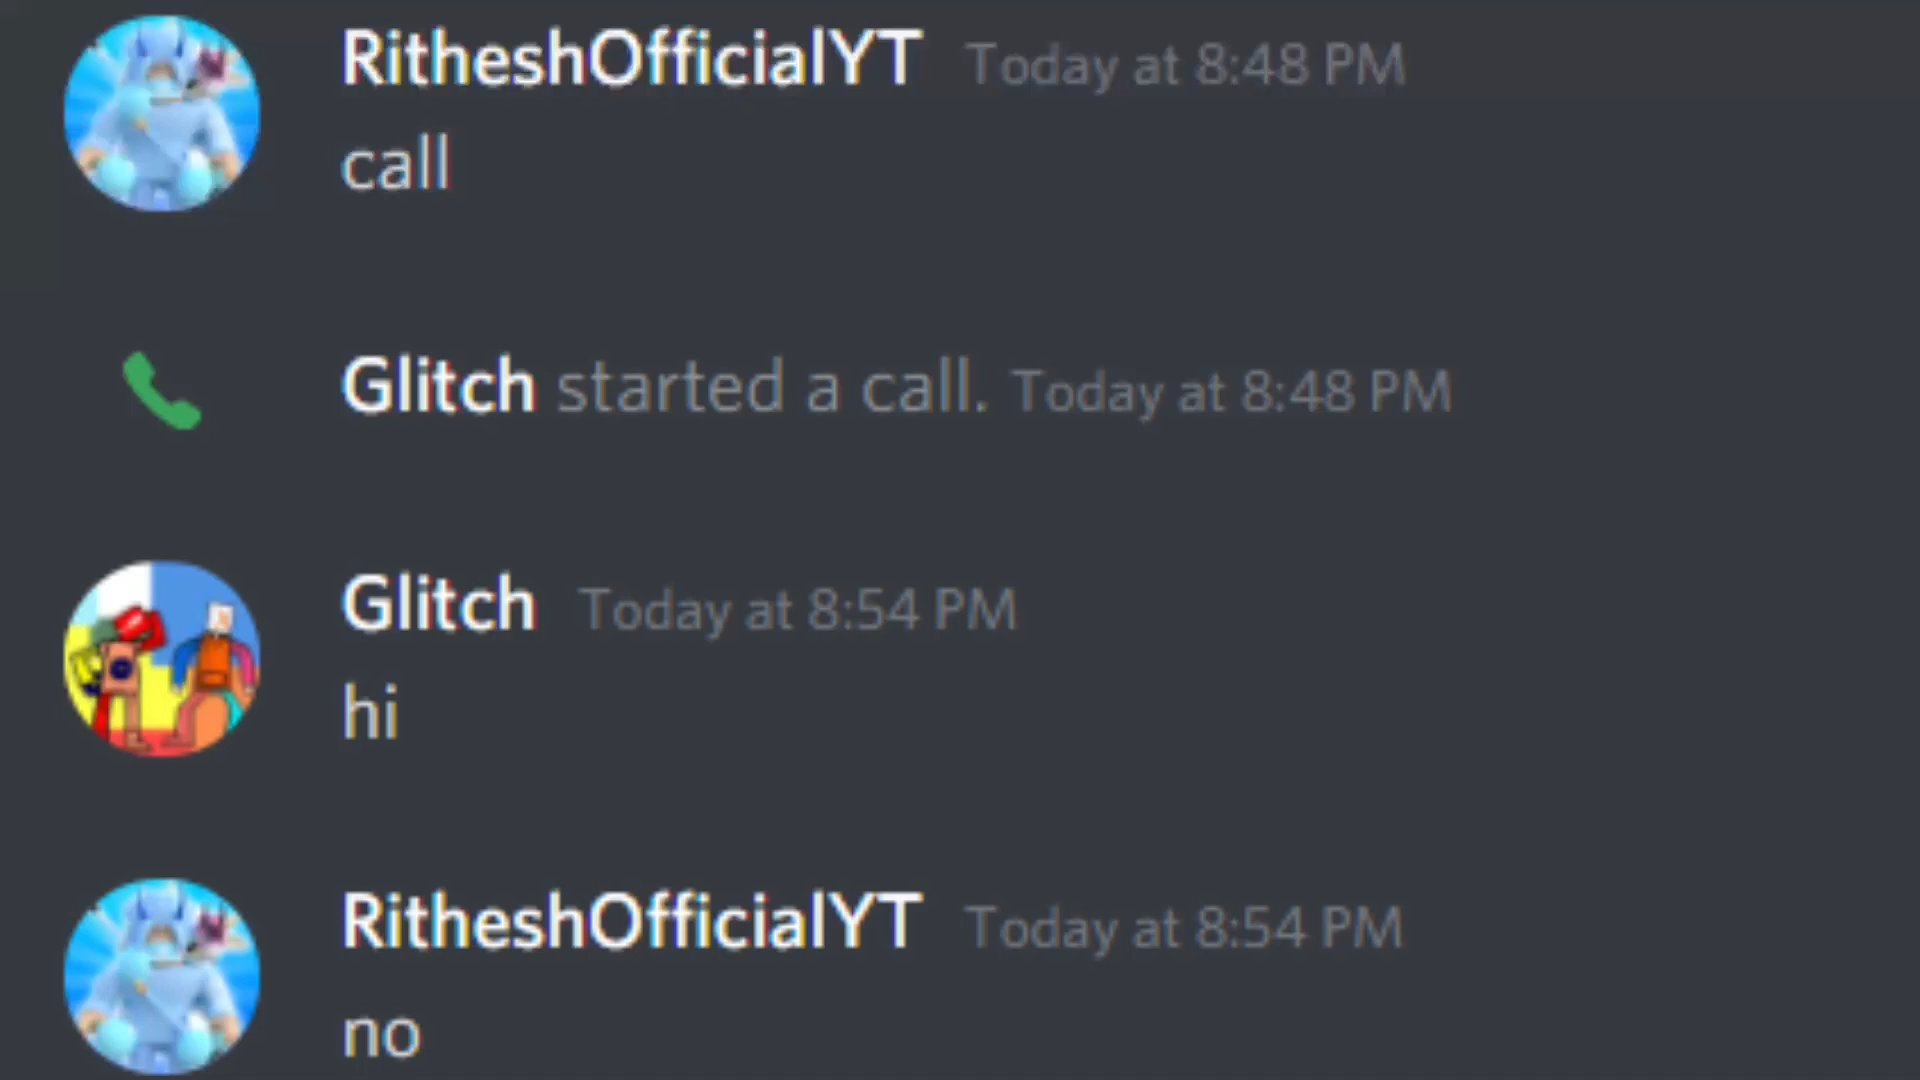 RitheshOfficialYT Today at 8:48 PM
call
Glitch started a call. Today at 8:48 PM
Glitch Today at 8:54 PM
hi
RitheshOfficialYT Today at 8:54 PM
no